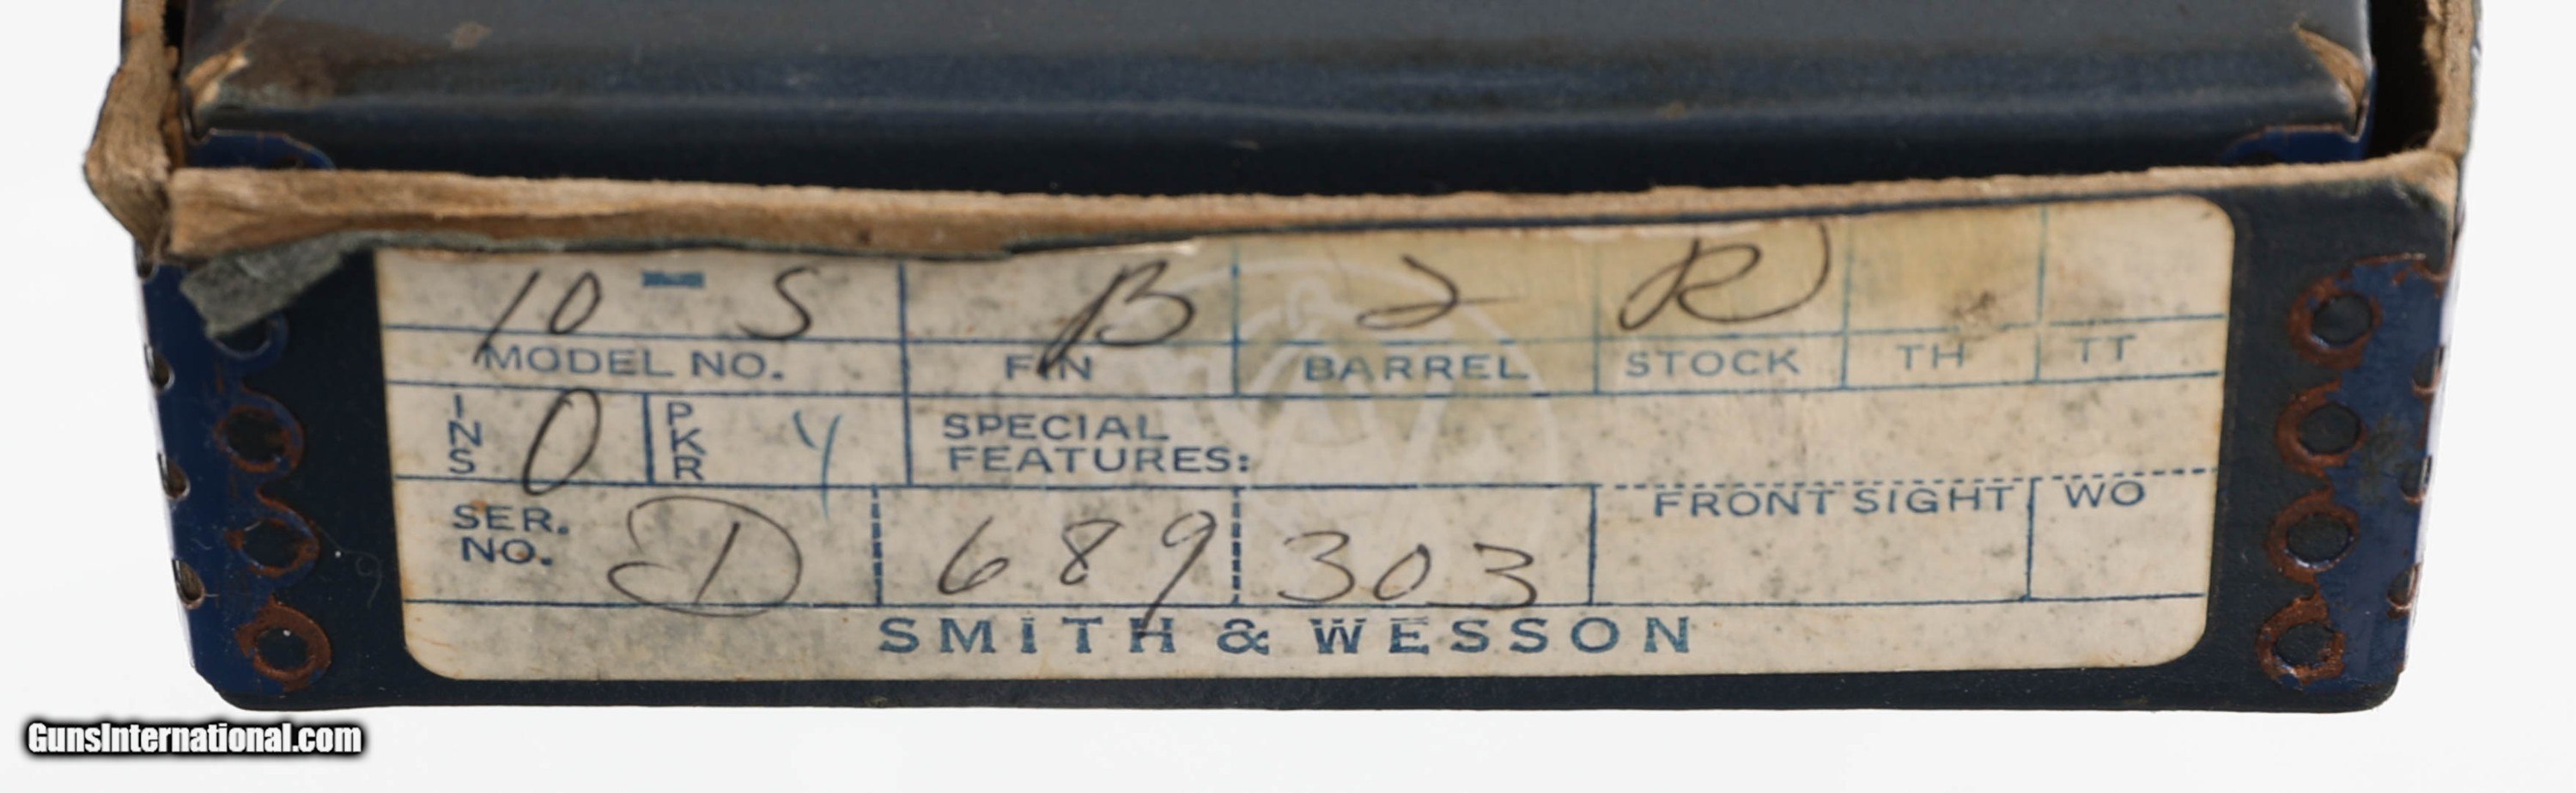 10 - 5 B 2 R
MODEL NO. FIN BARREL STOCK TH TT
INS 0 PKR Y SPECIAL FEATURES:
SER. NO. D 689 303 FRONT SIGHT WO
SMITH & WESSON
GunsInternational.com